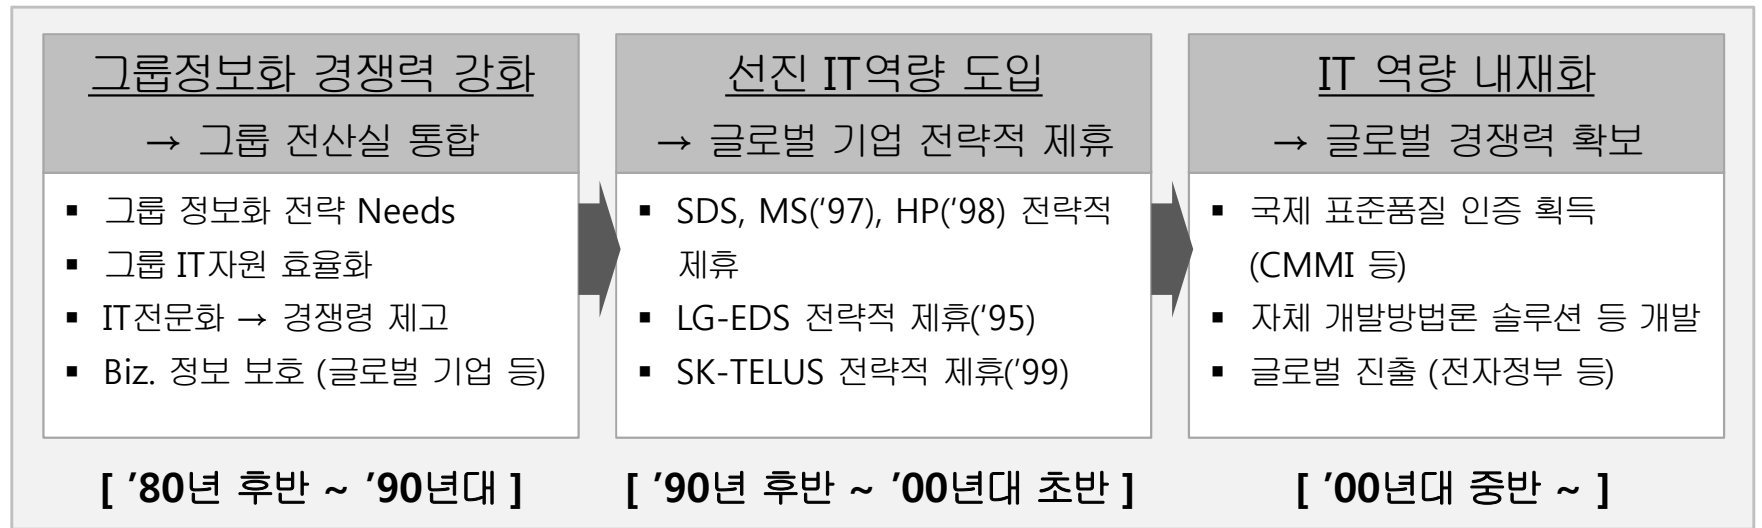 그룹정보화 경쟁력 강화
→ 그룹 전산실 통합
▪ 그룹 정보화 전략 Needs
▪ 그룹 IT자원 효율화
▪ IT전문화 → 경쟁령 제고
▪ Biz. 정보 보호 (글로벌 기업 등)
[ ’80년 후반 ~ ’90년대 ]
선진 IT역량 도입
→ 글로벌 기업 전략적 제휴
▪ SDS, MS(‘97), HP(‘98) 전략적
제휴
▪ LG-EDS 전략적 제휴(‘95)
▪ SK-TELUS 전략적 제휴(‘99)
[ ’90년 후반 ~ ’00년대 초반 ]
IT 역량 내재화
→ 글로벌 경쟁력 확보
▪ 국제 표준품질 인증 획득
(CMMI 등)
▪ 자체 개발방법론 솔루션 등 개발
▪ 글로벌 진출 (전자정부 등)
[ ’00년대 중반 ~ ]